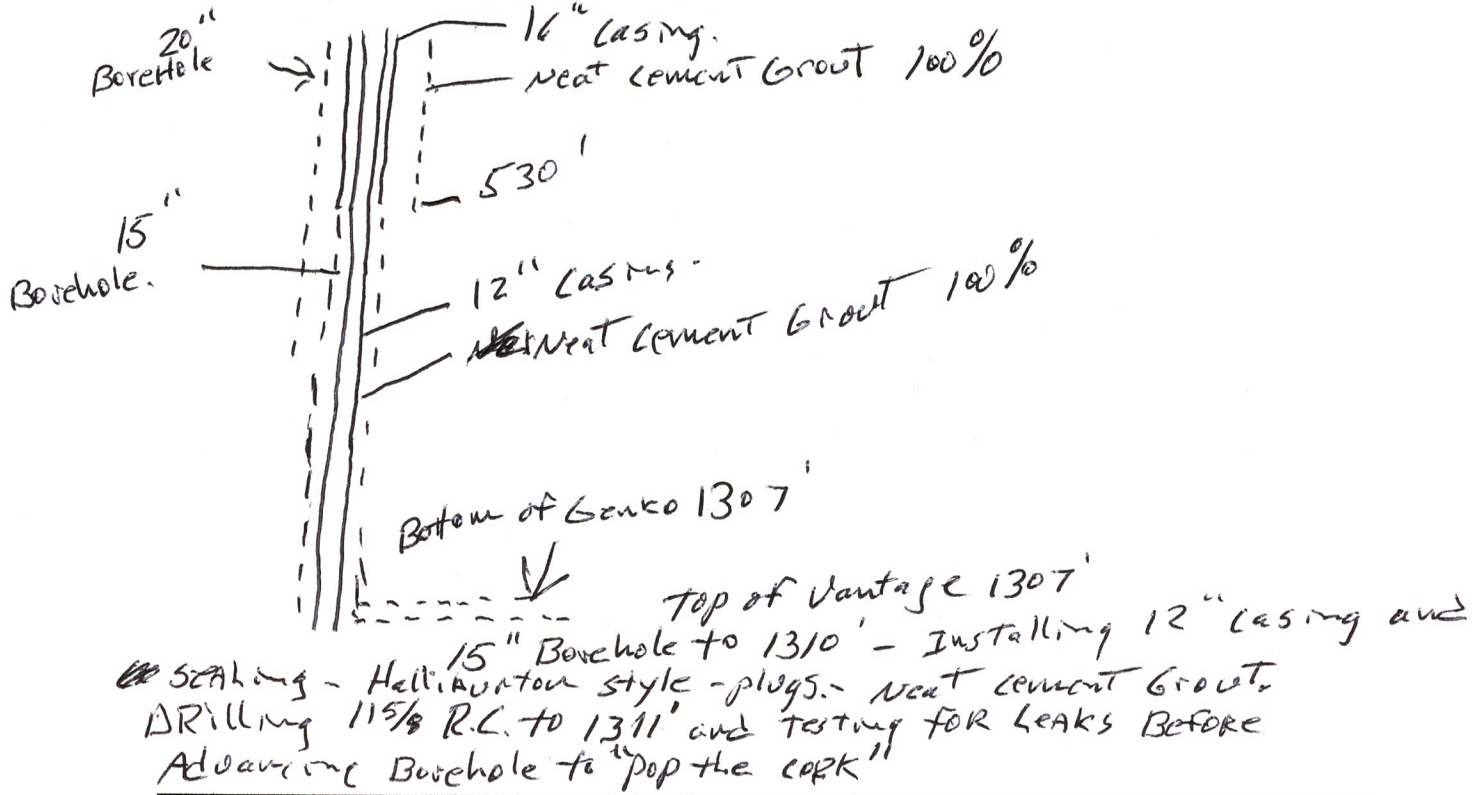 20"
BoreHole
16" Casing.
Neat Cement Grout 100%
530'
15"
Borehole.
12" Casing.
Neat Cement Grout 100%
Bottom of Genko 1307'
Top of Vantage 1307'
15" Borehole to 1310' - Installing 12" casing and
SEAling - Halliburton style - plugs. - Neat cement Grout.
DRilling 11 5/8 R.C. to 1311' and testing FOR LeAKs BeFoRe
Advancing Borehole to "Pop the coRk"